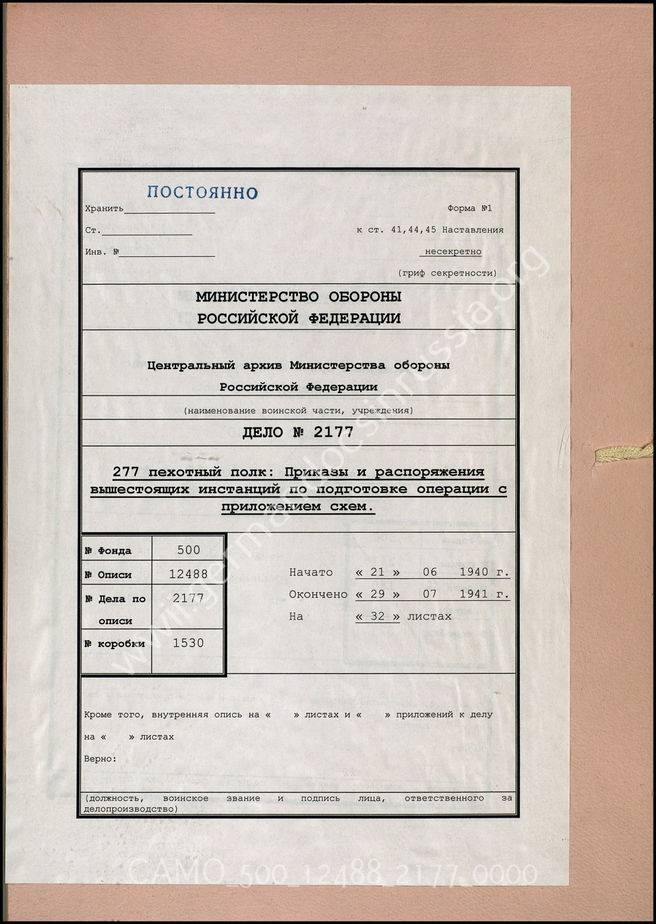 ПОСТОЯННО
Хранить
Форма №1
Ст.
к ст. 41,44,45 Наставления
Инв. №
несекретно
(гриф секретности)
МИНИСТЕРСТВО ОБОРОНЫ
РОССИЙСКОЙ ФЕДЕРАЦИИ
Центральный архив Министерства обороны
Российской Федерации
(наименование воинской части, учреждения)
ДЕЛО № 2177
277 пехотный полк: Приказы и распоряжения
вышестоящих инстанций по подготовке операции с
приложением схем.
№ Фонда 500
№ Описи 12488
№ Дела по
описи
2177
№ коробки 1530
Начато « 21 » 06 1940 г.
Окончено « 29 » 07 1941 г.
На « 32 » листах
Кроме того, внутренняя опись на « » листах и « » приложений к делу
на « » листах
Верно:
(должность, воинское звание и подпись лица, ответственного за
делопроизводство)
www.germandocsinrussia.org
CAMO_500_12488_2177_0000